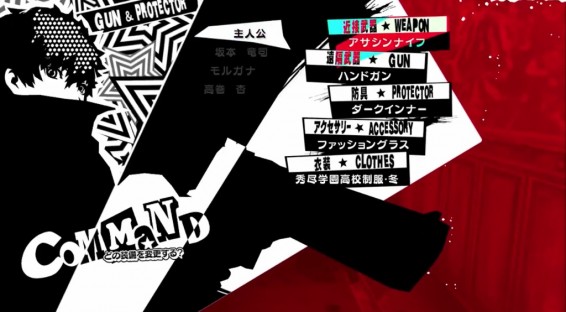 GUN & PROTECTOR
主人公
坂本 竜司
モルガナ
高巻 杏
近接武器 ★ WEAPON
アサシンナイフ
遠隔武器 ★ GUN
ハンドガン
防具 ★ PROTECTOR
ダークインナー
アクセサリー ★ ACCESSORY
ファッショングラス
衣装 ★ CLOTHES
秀尽学園高校制服・冬
COMMAND
どの装備を変更する?